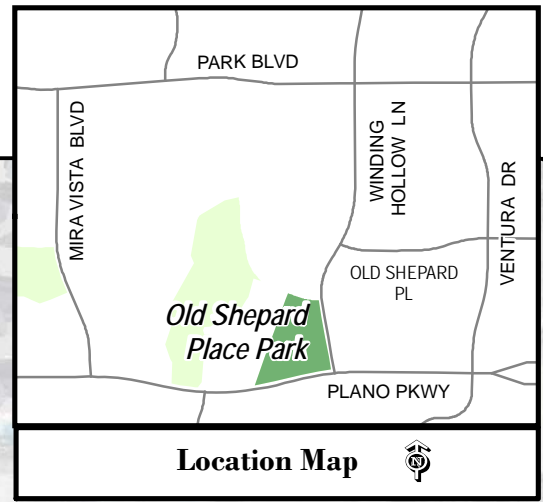 PARK BLVD
MIRA VISTA BLVD
WINDING
HOLLOW LN
VENTURA DR
OLD SHEPARD
PL
Old Shepard
Place Park
PLANO PKWY
Location Map
N